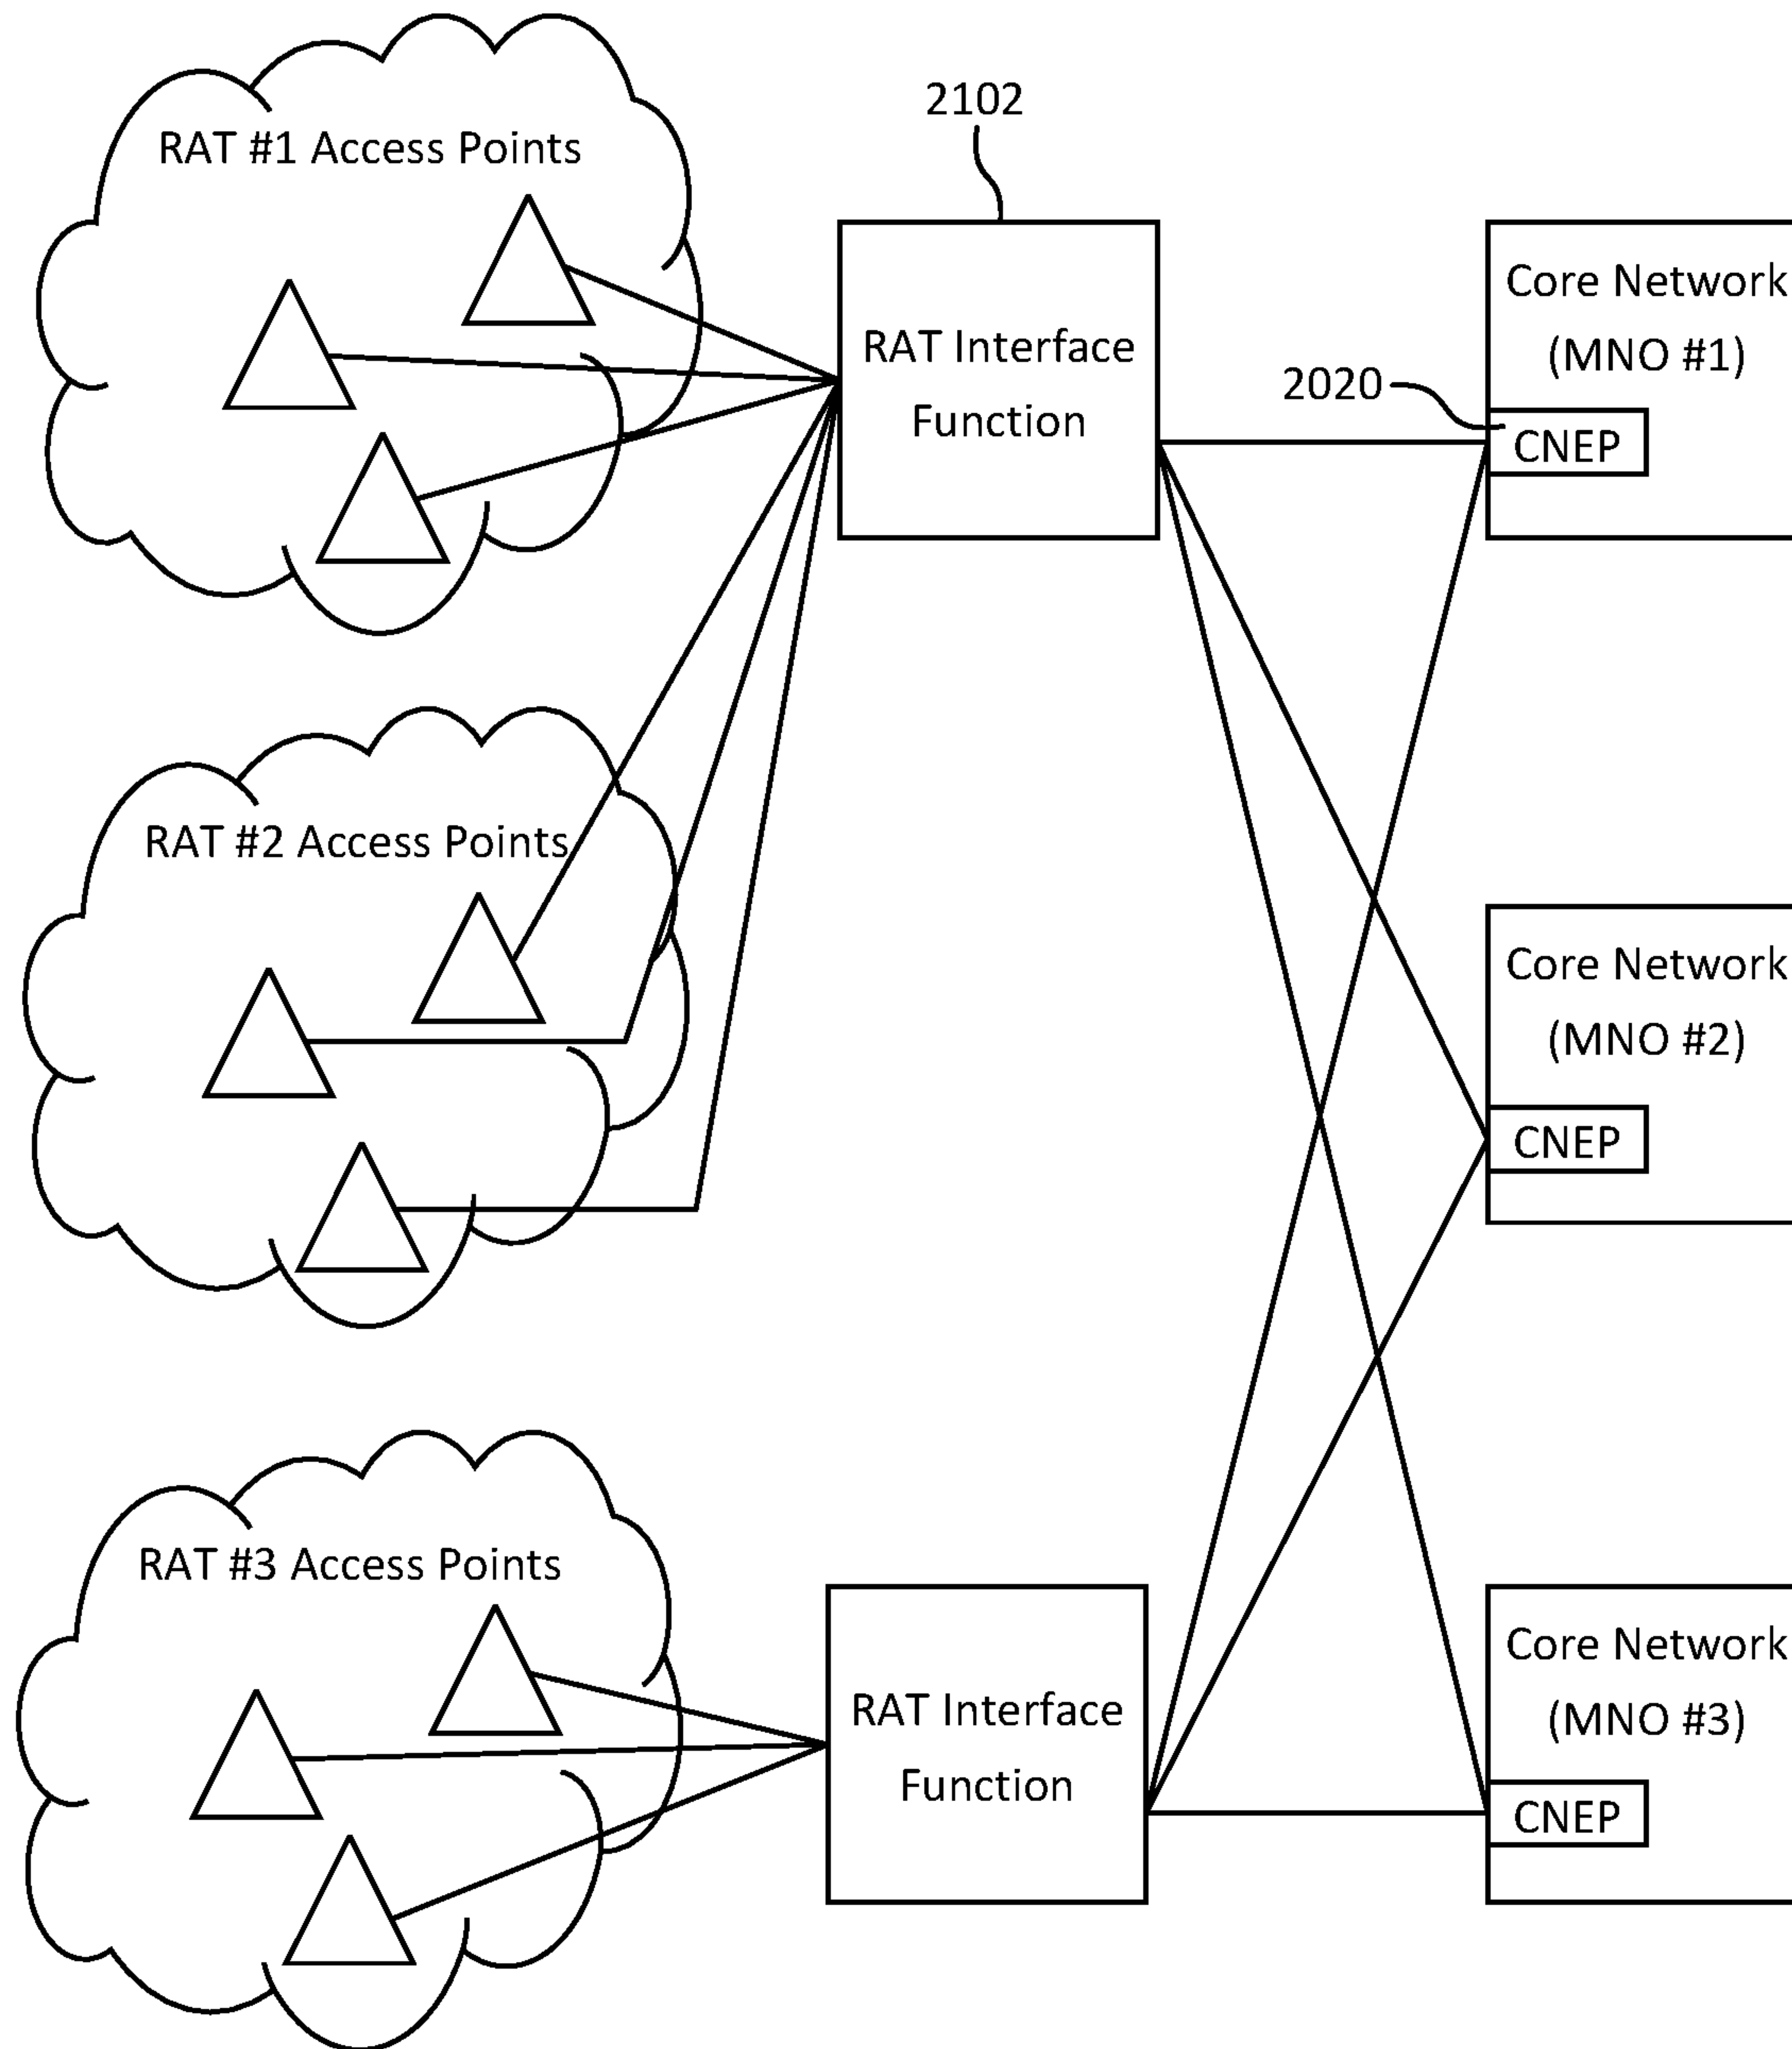 2102
RAT #1 Access Points
Core Network
(MNO #1)
RAT Interface
Function
2020
CNEP
RAT #2 Access Points
Core Network
(MNO #2)
CNEP
RAT #3 Access Points
Core Network
(MNO #3)
RAT Interface
Function
CNEP